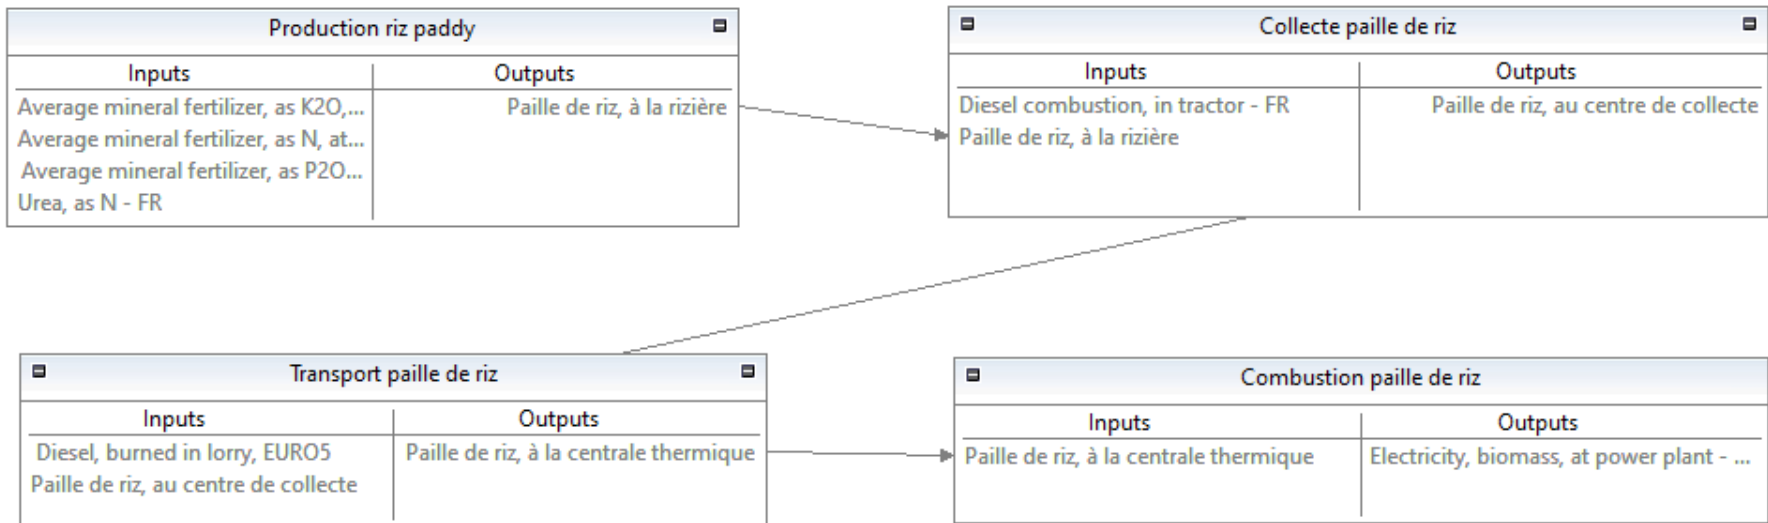 Production riz paddy
Inputs
Outputs
Average mineral fertilizer, as K2O,...
Average mineral fertilizer, as N, at...
Average mineral fertilizer, as P2O...
Urea, as N - FR
Paille de riz, à la rizière
Collecte paille de riz
Inputs
Outputs
Diesel combustion, in tractor - FR
Paille de riz, à la rizière
Paille de riz, au centre de collecte
Transport paille de riz
Inputs
Outputs
Diesel, burned in lorry, EURO5
Paille de riz, au centre de collecte
Paille de riz, à la centrale thermique
Combustion paille de riz
Inputs
Outputs
Paille de riz, à la centrale thermique
Electricity, biomass, at power plant - ...